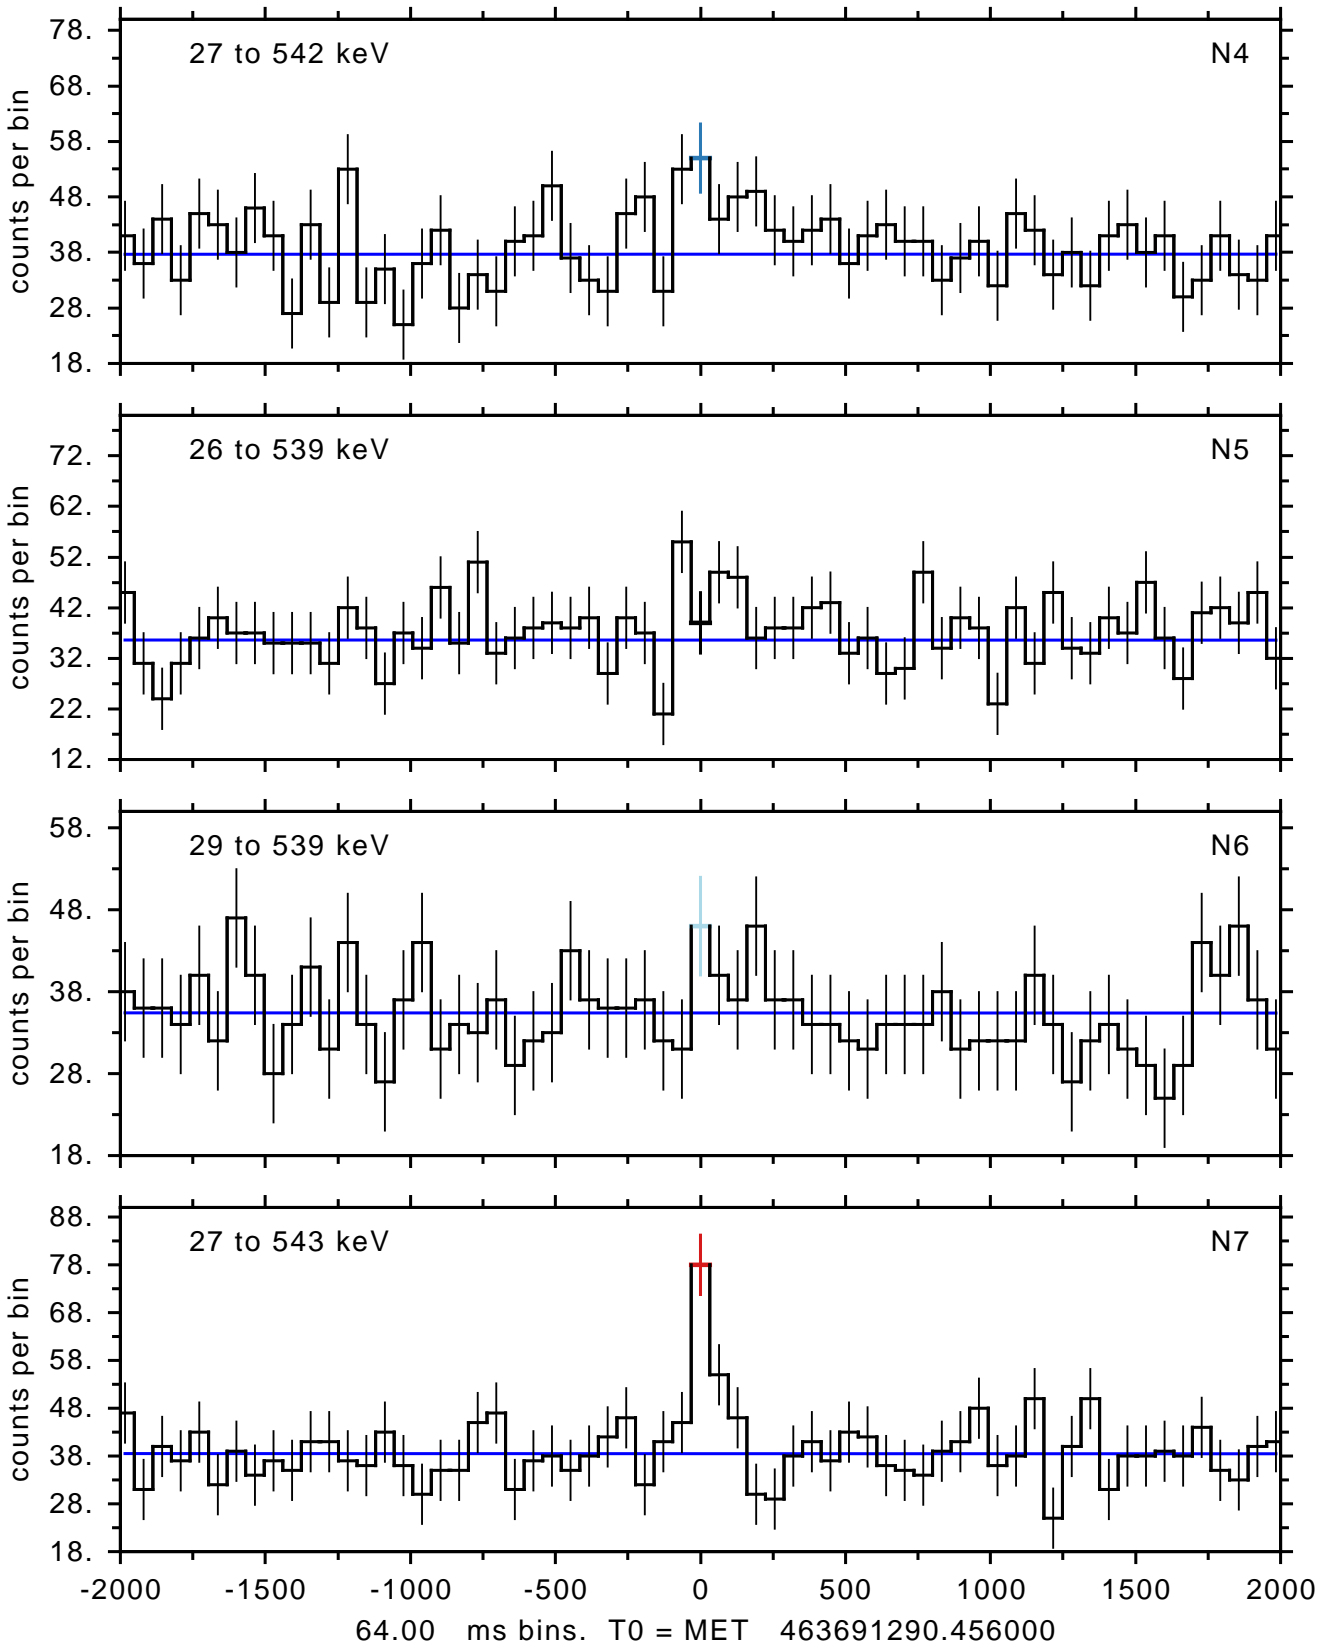 78.
27 to 542 keV N4
68.
58.
48.
38.
28.
18.
counts per bin
72.
26 to 539 keV N5
62.
52.
42.
32.
22.
12.
counts per bin
58.
29 to 539 keV N6
48.
38.
28.
18.
counts per bin
88.
27 to 543 keV N7
78.
68.
58.
48.
38.
28.
18.
counts per bin
-2000 -1500 -1000 -500 0 500 1000 1500 2000
64.00 ms bins. T0 = MET 463691290.456000